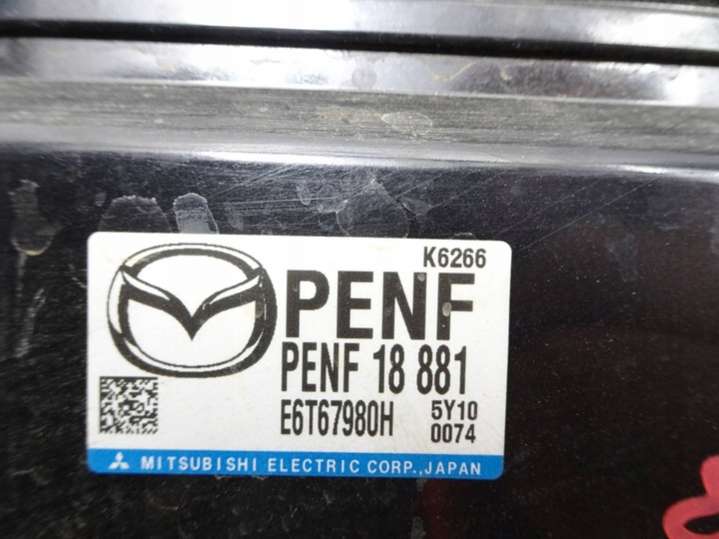 K6266
PENF
PENF 18 881
E6T67980H 5Y10
0074
MITSUBISHI ELECTRIC CORP., JAPAN